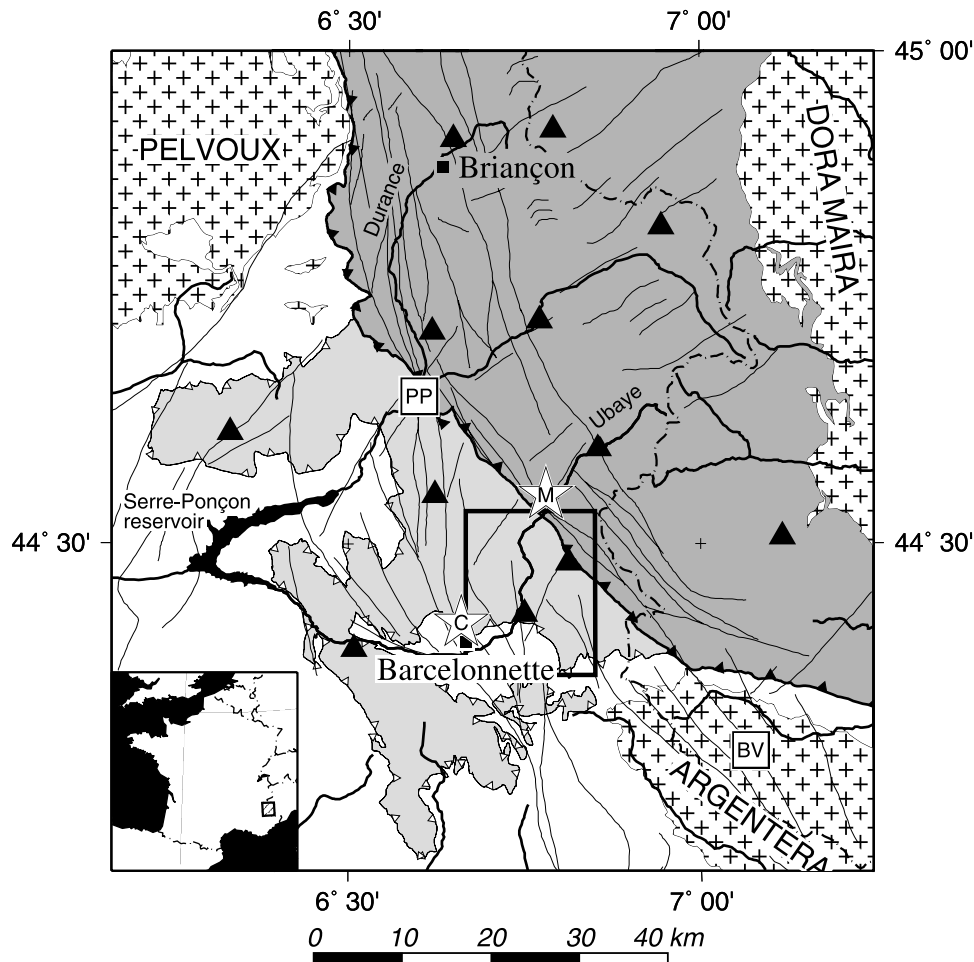 6° 30'
7° 00'
45° 00'
PELVOUX
DORA MAIRA
Briançon
Durance
PP
Ubaye
Serre-Ponçon
reservoir
M
44° 30'
44° 30'
C
Barcelonnette
BV
ARGENTERA
6° 30'
7° 00'
0
10
20
30
40 km